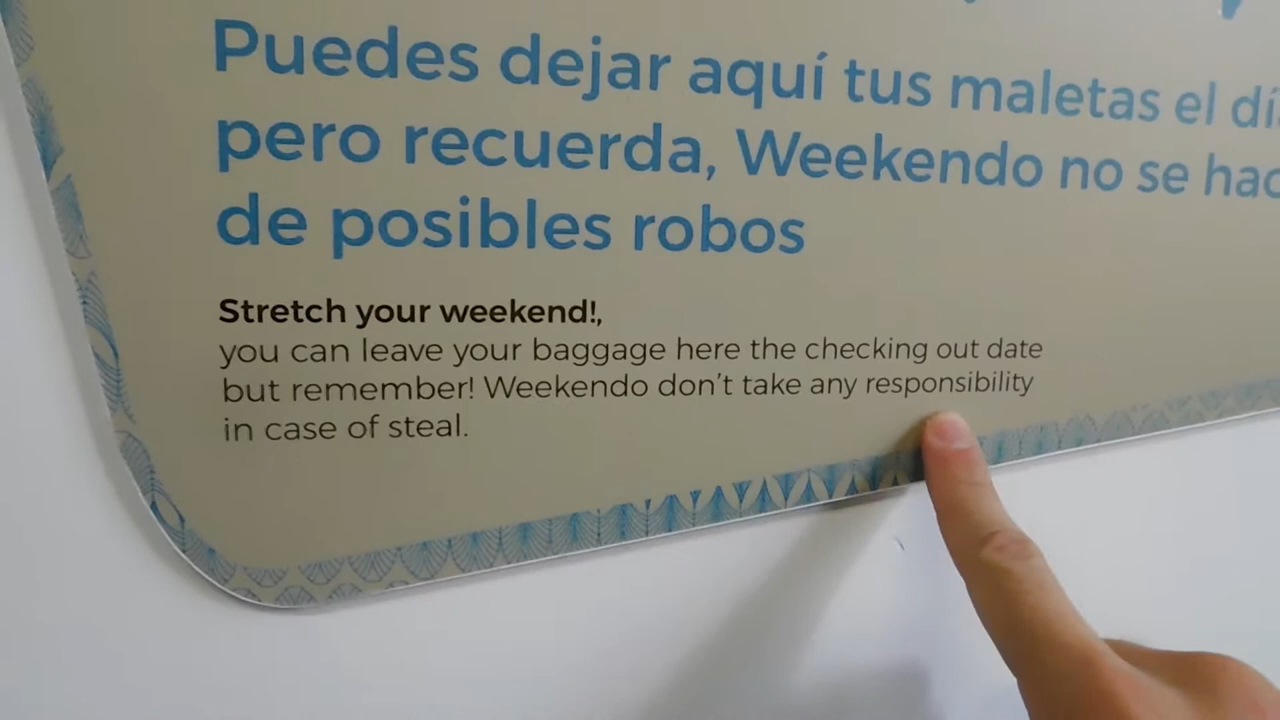 Puedes dejar aquí tus maletas el
pero recuerda, Weekendo no se
de posibles robos
Stretch your weekend!,
you can leave your baggage here the checking out date
but remember! Weekendo don't take any responsibility
in case of steal.